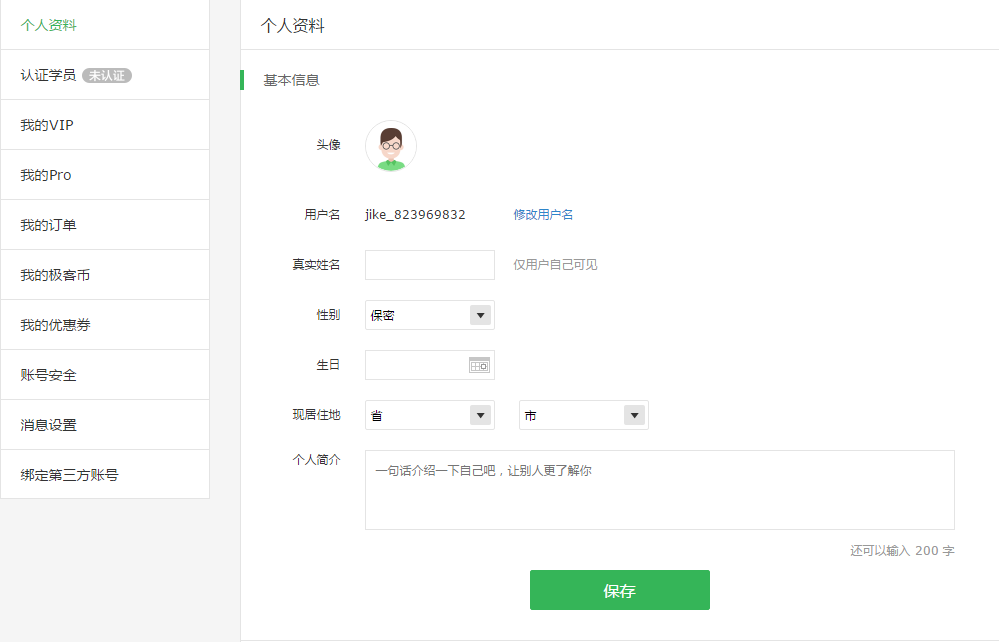 个人资料
认证学员 未认证
我的VIP
我的Pro
我的订单
我的极客币
我的优惠券
账号安全
消息设置
绑定第三方账号
个人资料
基本信息
头像
用户名 jike_823969832 修改用户名
真实姓名 仅用户自己可见
性别 保密
生日
现居住地 省 市
个人简介 一句话介绍一下自己吧，让别人更了解你
还可以输入 200 字
保存